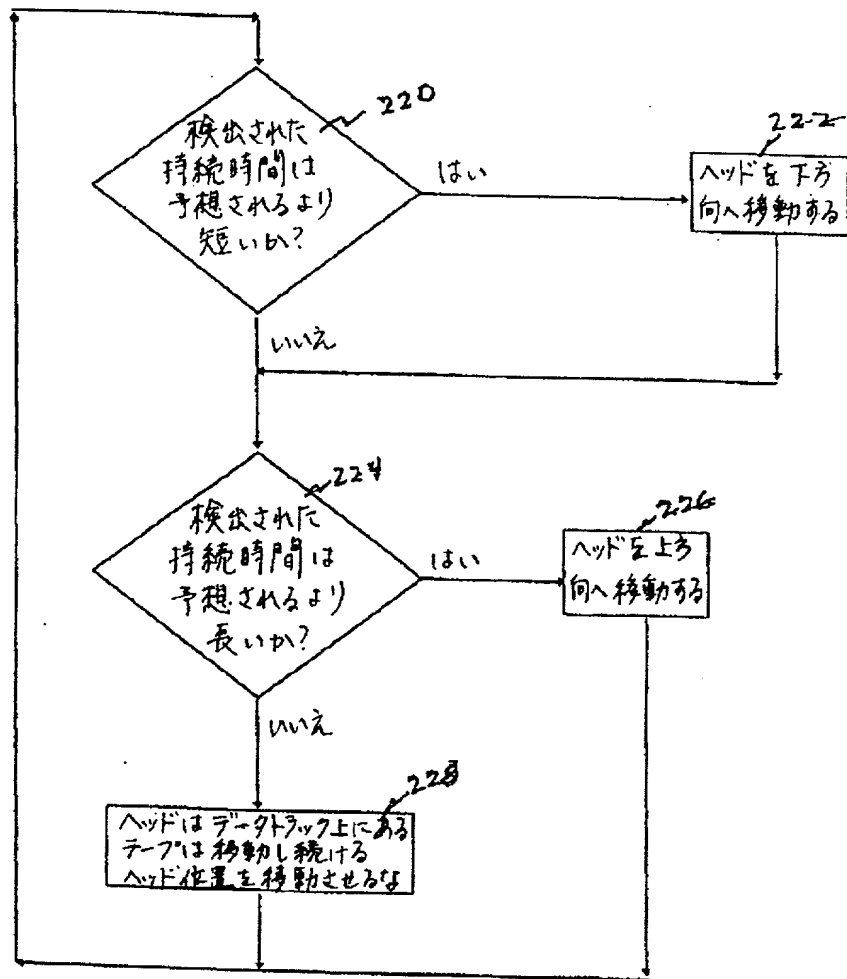 220
検出された
持続時間は
予想されるより
短いか?
はい
222
ヘッドを下方
向へ移動する
いいえ
224
検出された
持続時間は
予想されるより
長いか?
はい
226
ヘッドを上方
向へ移動する
いいえ
228
ヘッドはデータトラック上にある
テープは移動し続ける
ヘッド位置を移動させるな